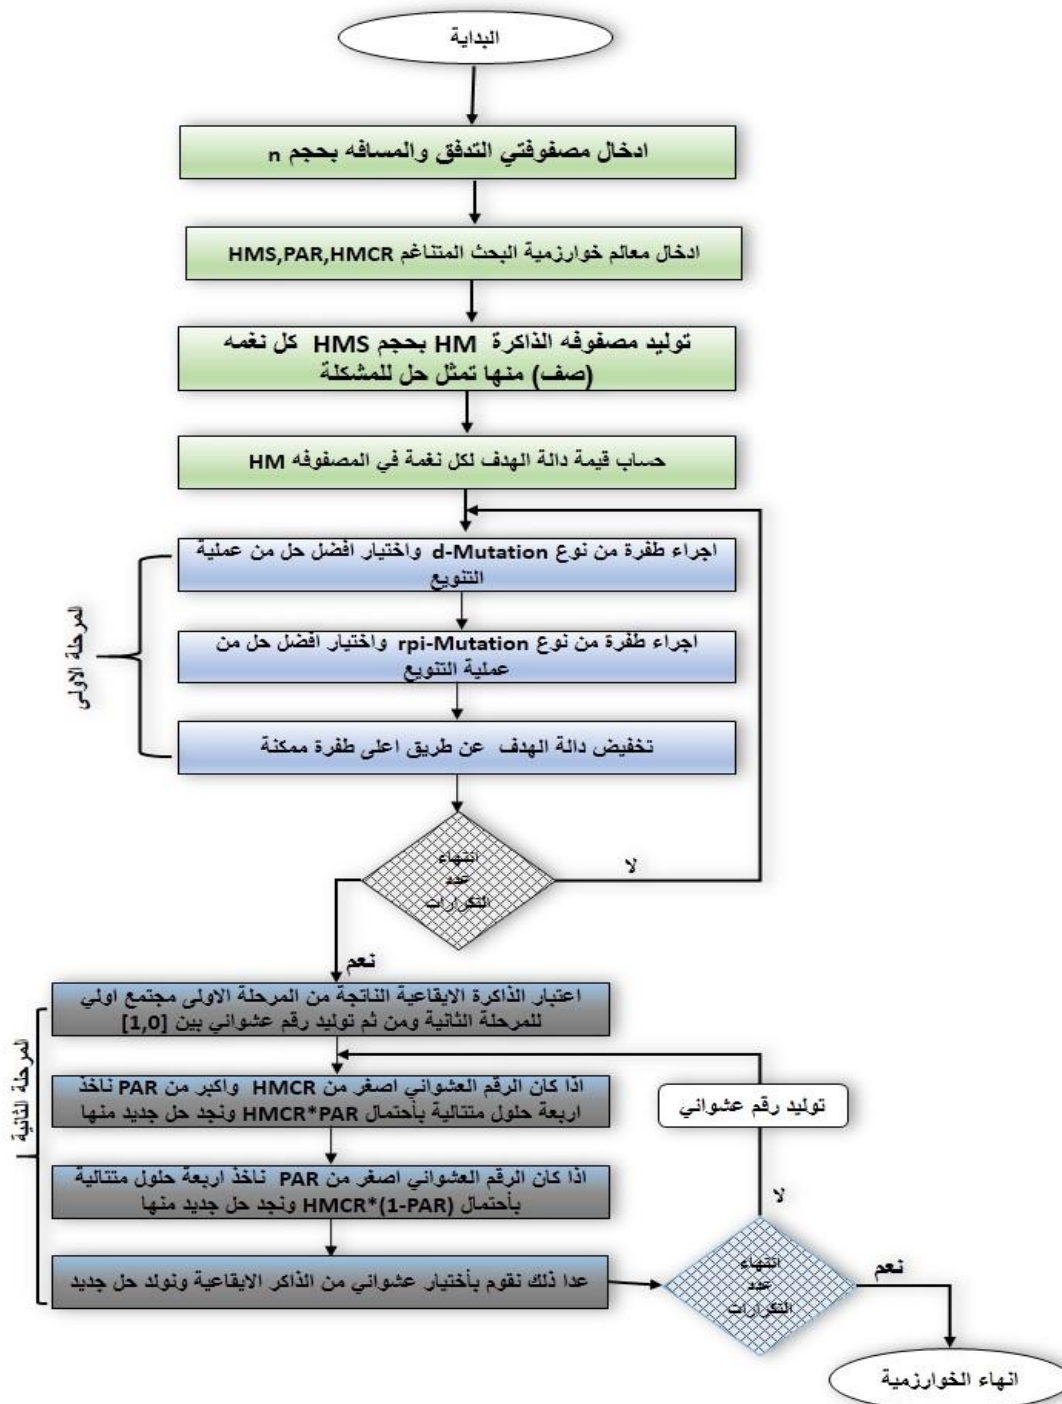 البداية
ادخال مصفوفتي التدفق والمسافه بحجم n
ادخال معالم خوارزمية البحث المتناغم HMS,PAR,HMCR
توليد مصفوفه الذاكرة HM بحجم HMS كل نغمه
(صف) منها تمثل حل للمشكلة
حساب قيمة دالة الهدف لكل نغمة في المصفوفه HM
اجراء طفرة من نوع d-Mutation واختيار افضل حل من عملية
التنويع
اجراء طفرة من نوع rpi-Mutation واختيار افضل حل من
عملية التنويع
تخفيض دالة الهدف عن طريق اعلى طفرة ممكنة
المرحلة الاولى
انتهاء
عدد
التكرارات
لا
نعم
اعتبار الذاكرة الايقاعية الناتجة من المرحلة الاولى مجتمع اولي
للمرحلة الثانية ومن ثم توليد رقم عشوائي بين [1,0]
اذا كان الرقم العشوائي اصغر من HMCR واكبر من PAR ناخذ
اربعة حلول متتالية بأحتمال HMCR*PAR ونجد حل جديد منها
اذا كان الرقم العشوائي اصغر من PAR ناخذ اربعة حلول متتالية
بأحتمال HMCR*(1-PAR) ونجد حل جديد منها
عدا ذلك نقوم بأختيار عشوائي من الذاكر الايقاعية ونولد حل جديد
المرحلة الثانية
توليد رقم عشوائي
لا
انتهاء
عدد
التكرارات
نعم
انهاء الخوارزمية